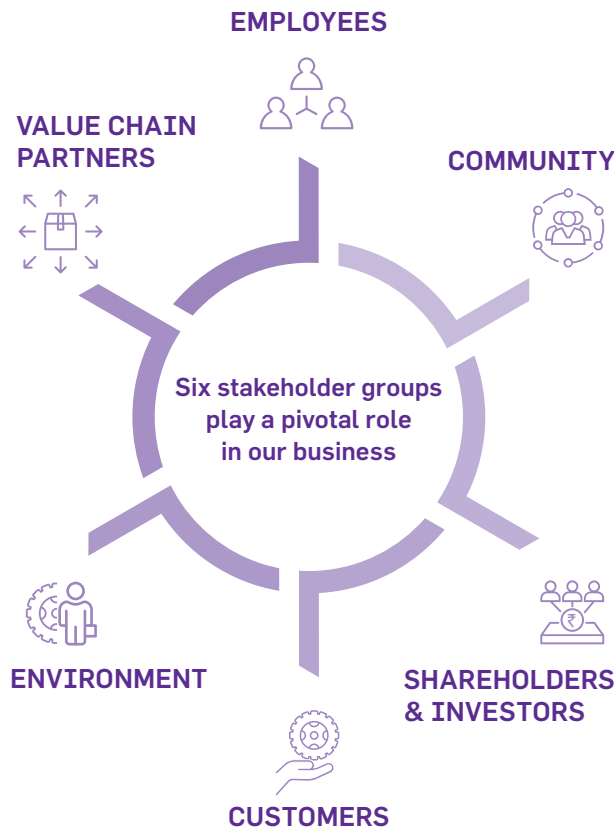 EMPLOYEES
VALUE CHAIN
PARTNERS
COMMUNITY
Six stakeholder groups
play a pivotal role
in our business
₹
ENVIRONMENT
SHAREHOLDERS
& INVESTORS
CUSTOMERS